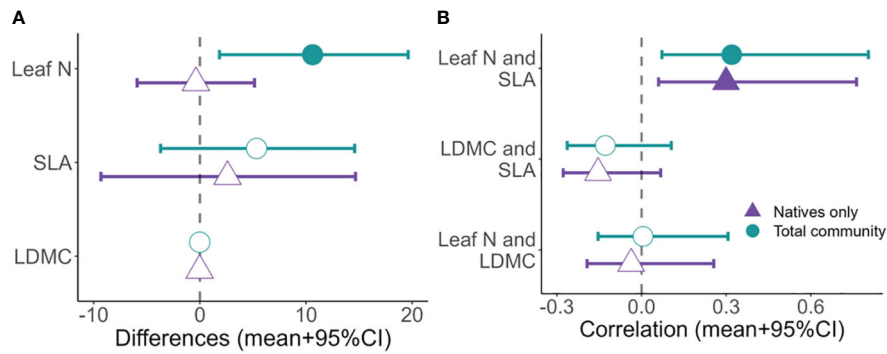 A
Leaf N
SLA
LDMC
-10
0
10
20
Differences (mean+95%CI)
B
Leaf N and
SLA
LDMC and
SLA
Leaf N and
LDMC
Natives only
Total community
-0.3
0.0
0.3
0.6
Correlation (mean+95%CI)